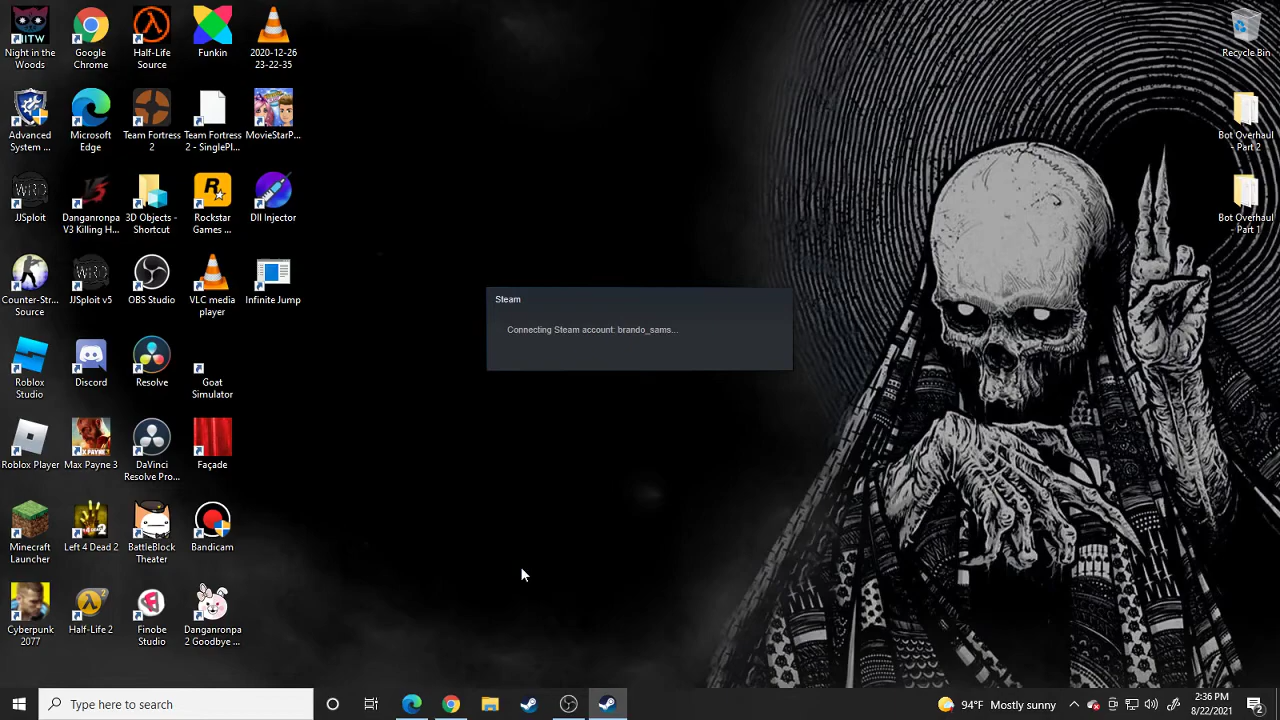 Night in the
Woods
Google
Chrome
Half-Life
Source
Funkin
2020-12-26
23-22-35
Recycle Bin
Advanced
System ...
Microsoft
Edge
Team Fortress
2
Team Fortress
2 - SinglePl...
MovieStarP...
Bot Overhaul
- Part 2
JJSploit
Danganronpa
V3 Killing H...
3D Objects -
Shortcut
Rockstar
Games ...
Dll Injector
Bot Overhaul
- Part 1
Counter-Str...
Source
JJSploit v5
OBS Studio
VLC media
player
Infinite Jump
Steam
Connecting Steam account: brando_sams...
Roblox
Studio
Discord
Resolve
Goat
Simulator
Roblox Player
Max Payne 3
DaVinci
Resolve Pro...
Façade
Minecraft
Launcher
Left 4 Dead 2
BattleBlock
Theater
Bandicam
Cyberpunk
2077
Half-Life 2
Finobe
Studio
Danganronpa
2 Goodbye ...
Type here to search
94°F Mostly sunny
2:36 PM
8/22/2021
2